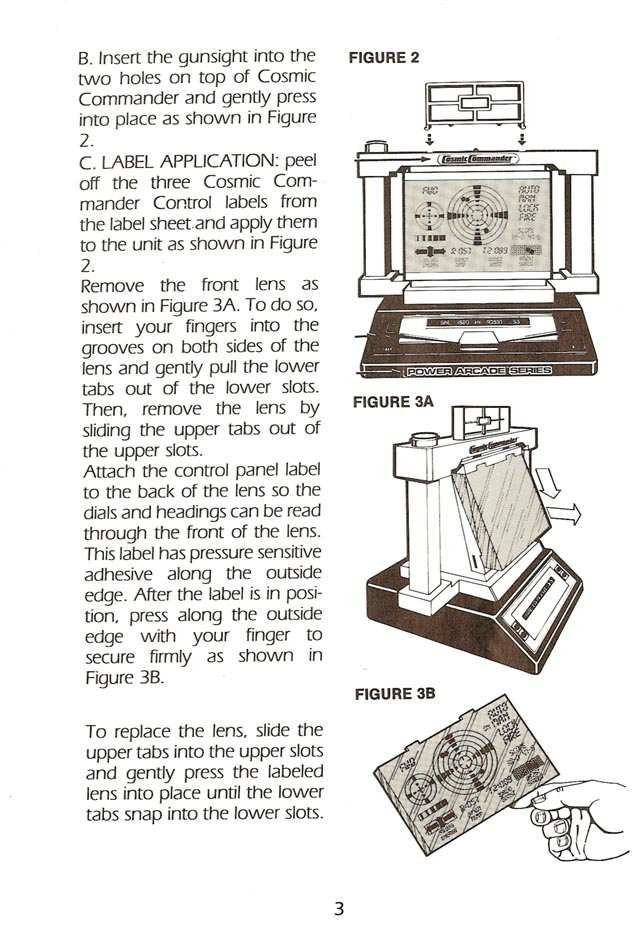 B. Insert the gunsight into the
two holes on top of Cosmic
Commander and gently press
into place as shown in Figure
2.
C. LABEL APPLICATION: peel
off the three Cosmic Com-
mander Control labels from
the label sheet and apply them
to the unit as shown in Figure
2.
Remove the front lens as
shown in Figure 3A. To do so,
insert your fingers into the
grooves on both sides of the
lens and gently pull the lower
tabs out of the lower slots.
Then, remove the lens by
sliding the upper tabs out of
the upper slots.
Attach the control panel label
to the back of the lens so the
dials and headings can be read
through the front of the lens.
This label has pressure sensitive
adhesive along the outside
edge. After the label is in posi-
tion, press along the outside
edge with your finger to
secure firmly as shown in
Figure 3B.
To replace the lens, slide the
upper tabs into the upper slots
and gently press the labeled
lens into place until the lower
tabs snap into the lower slots.
FIGURE 2
Cosmic Commander
AUTO
MAN
LOCK
FIRE
POWER ARCADE SERIES
FIGURE 3A
Cosmic Commander
FIGURE 3B
AUTO
MAN
LOCK
FIRE
3